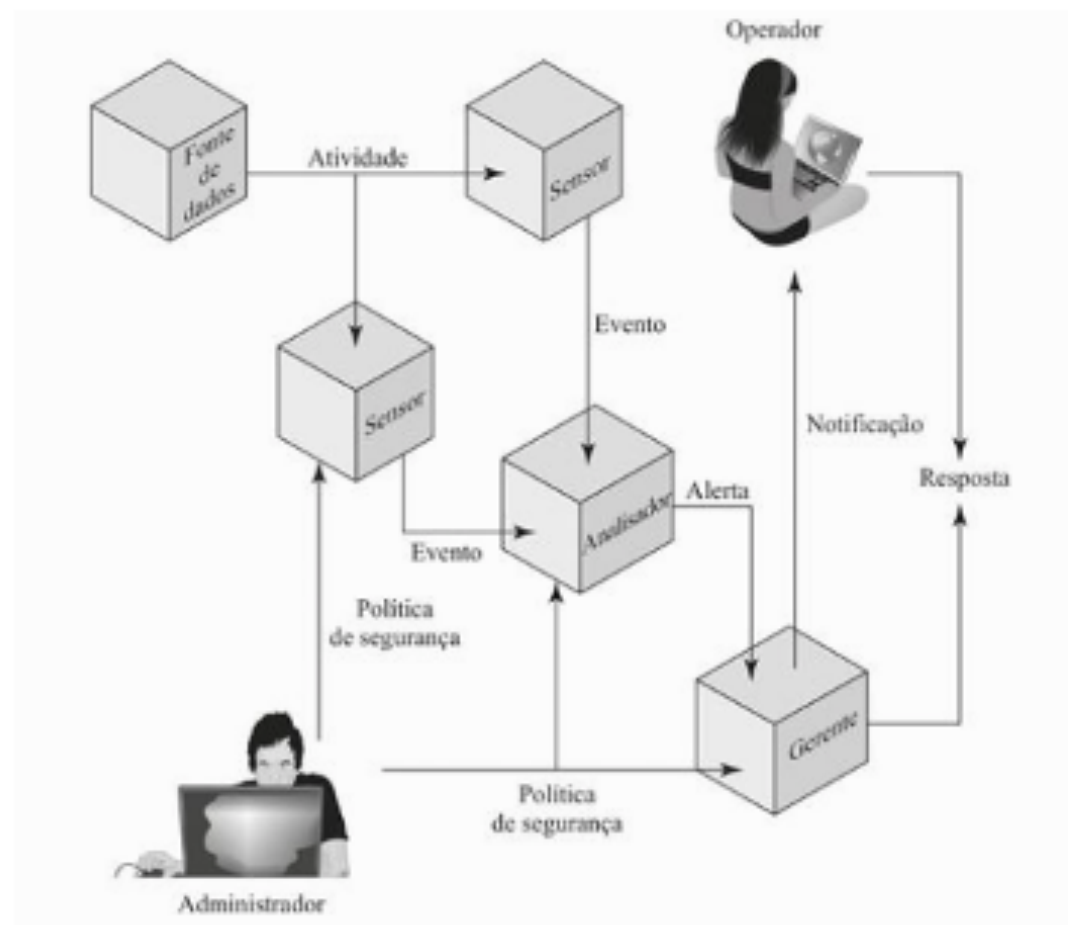 Operador
Fonte
de
dados
Atividade
Sensor
Evento
Sensor
Notificação
Resposta
Alerta
Analisador
Evento
Política
de segurança
Gerente
Política
de segurança
Administrador